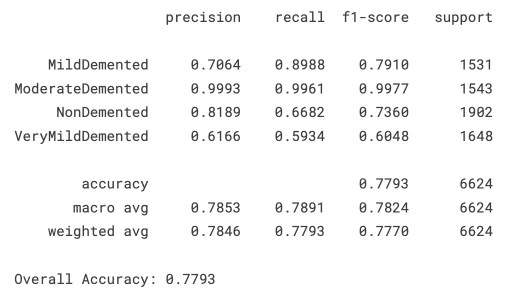 precision recall f1-score support
MildDemented 0.7064 0.8988 0.7910 1531
ModerateDemented 0.9993 0.9961 0.9977 1543
NonDemented 0.8189 0.6682 0.7360 1902
VeryMildDemented 0.6166 0.5934 0.6048 1648
accuracy 0.7793 6624
macro avg 0.7853 0.7891 0.7824 6624
weighted avg 0.7846 0.7793 0.7770 6624
Overall Accuracy: 0.7793